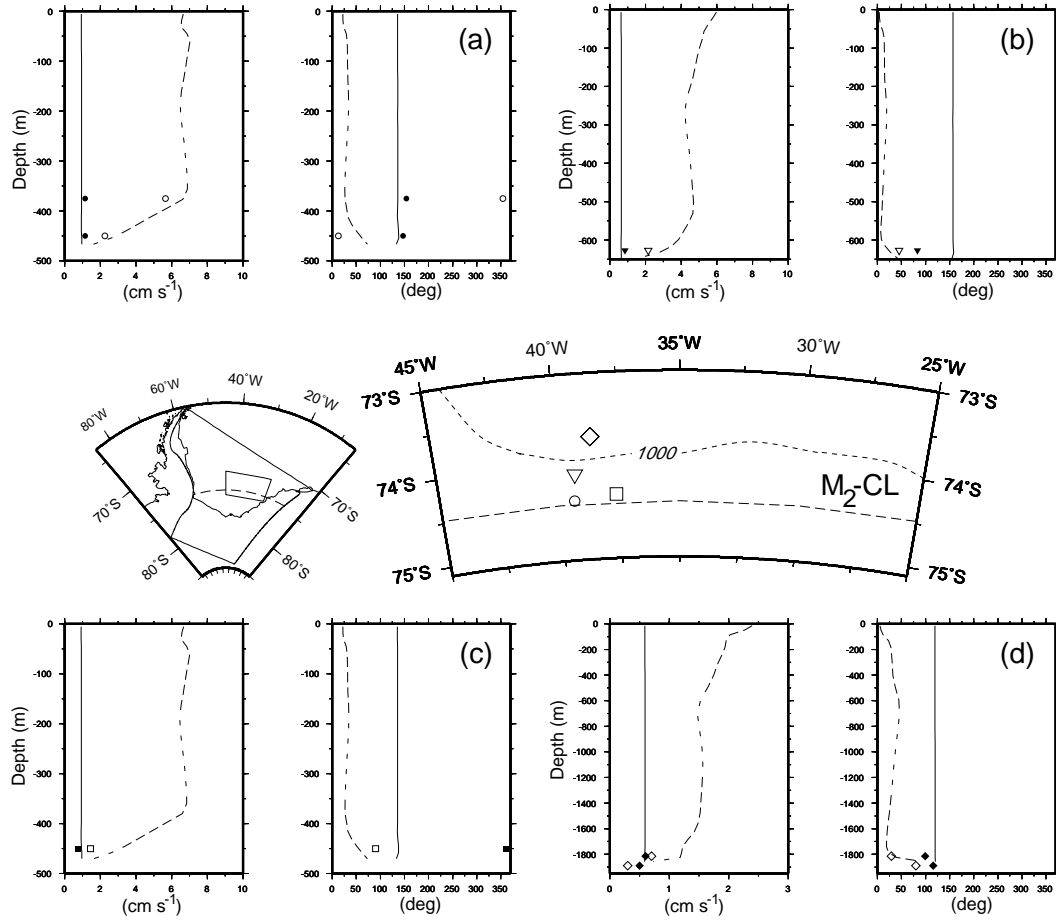 (a)
(b)
0
-100
-200
-300
-400
-500
Depth (m)
0 2 4 6 8 10
(cm s-1)
0 50 100 150 200 250 300 350
(deg)
0
-100
-200
-300
-400
-500
-600
Depth (m)
0 2 4 6 8 10
(cm s-1)
0 50 100 150 200 250 300 350
(deg)
80˚W
60˚W
40˚W
20˚W
70˚S
80˚S
70˚S
80˚S
45˚W
40˚W
35˚W
30˚W
25˚W
73˚S
73˚S
74˚S
74˚S
75˚S
75˚S
1000
M2-CL
(c)
(d)
0
-100
-200
-300
-400
-500
Depth (m)
0 2 4 6 8 10
(cm s-1)
0 50 100 150 200 250 300 350
(deg)
0
-200
-400
-600
-800
-1000
-1200
-1400
-1600
-1800
Depth (m)
0 1 2 3
(cm s-1)
0 50 100 150 200 250 300 350
(deg)